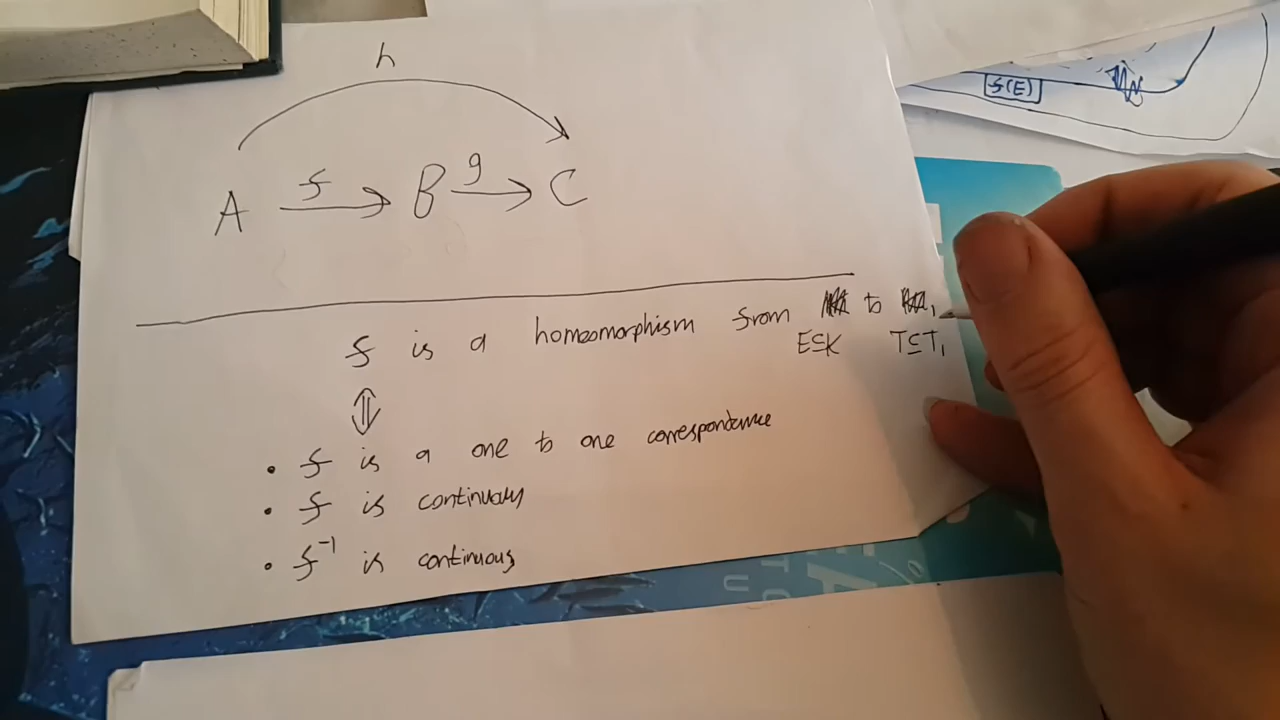 h
f(E)
A f B g C
f is a homeomorphism from to
E⊆K T⊆T₁
⇕
• f is a one to one correspondence
• f is continuous
• f⁻¹ is continuous